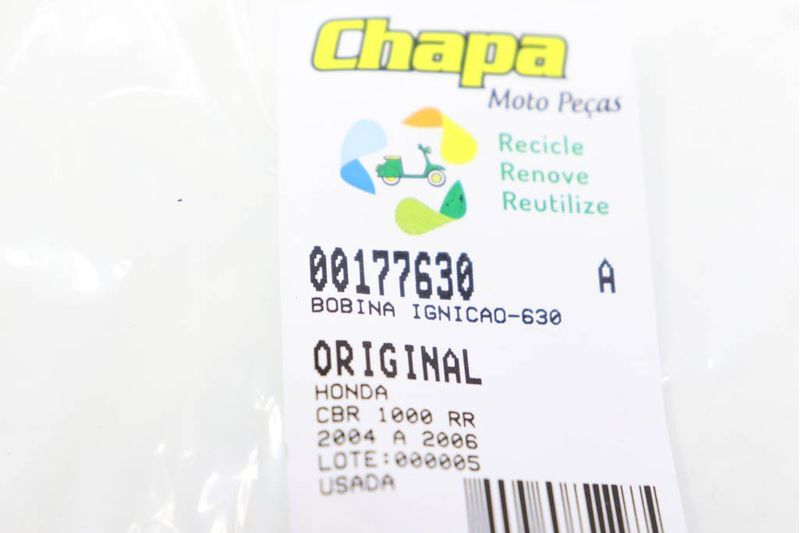 Chapa
Moto Peças
Recicle
Renove
Reutilize
00177630 A
BOBINA IGNICAO-630
ORIGINAL
HONDA
CBR 1000 RR
2004 A 2006
LOTE:000005
USADA